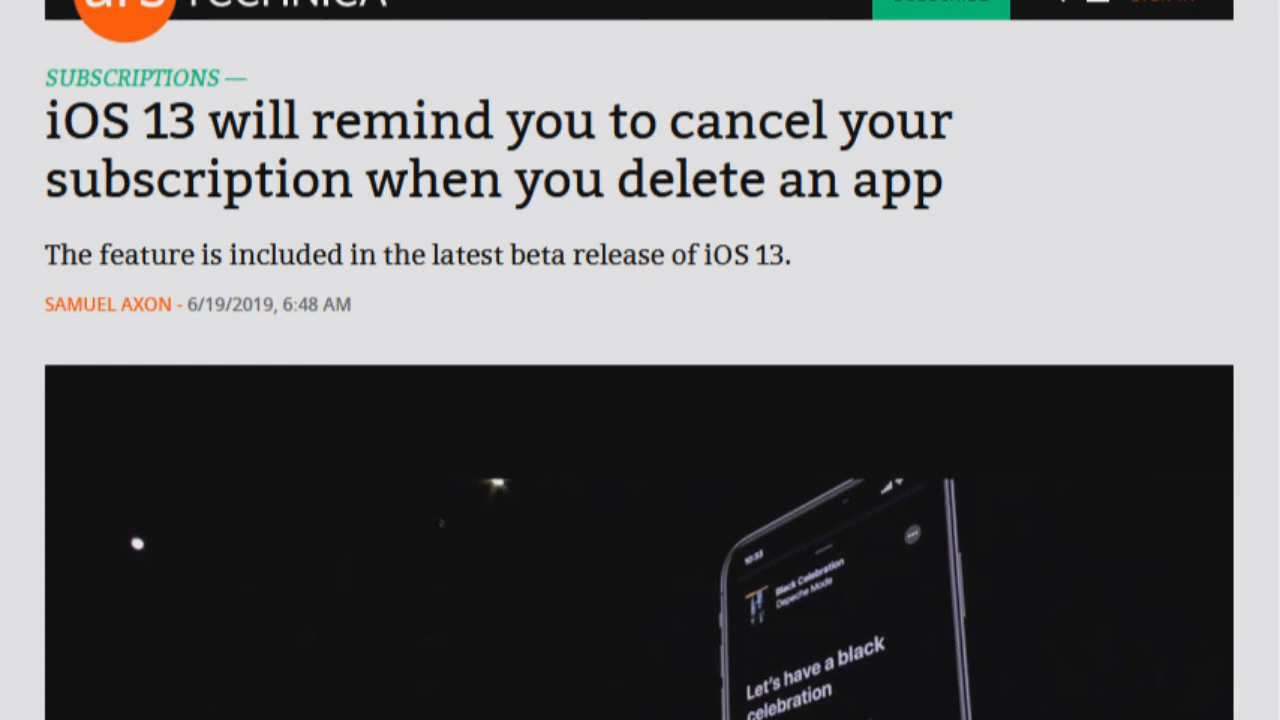 TECHNICA
SUBSCRIPTIONS —
iOS 13 will remind you to cancel your
subscription when you delete an app
The feature is included in the latest beta release of iOS 13.
SAMUEL AXON - 6/19/2019, 6:48 AM
10:33
Black Celebration
Depeche Mode
Let's have a black
celebration